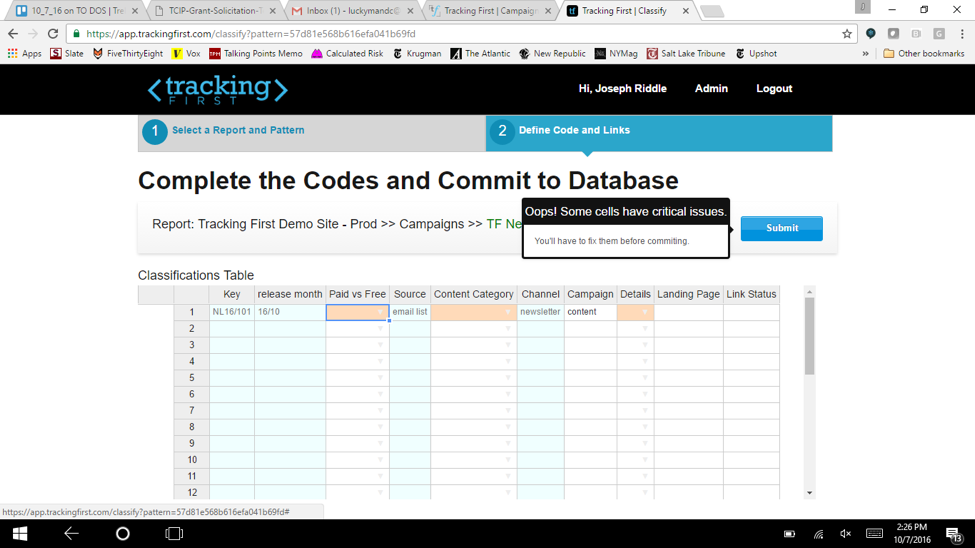 10_7_16 on TO DOS | Tre
TCIP-Grant-Solicitation-T
Inbox (1) - luckymandc@
Tracking First | Campaign
Tracking First | Classify
https://app.trackingfirst.com/classify?pattern=57d81e568b616efa041b69fd
Apps Slate FiveThirtyEight Vox Talking Points Memo Calculated Risk Krugman The Atlantic New Republic NYMag Salt Lake Tribune Upshot » Other bookmarks
<tracking>
FIRST
Hi, Joseph Riddle Admin Logout
1 Select a Report and Pattern
2 Define Code and Links
Complete the Codes and Commit to Database
Oops! Some cells have critical issues.
Report: Tracking First Demo Site - Prod >> Campaigns >> TF Ne
Submit
You'll have to fix them before commiting.
Classifications Table
Key release month Paid vs Free Source Content Category Channel Campaign Details Landing Page Link Status
1 NL16/101 16/10 email list newsletter content
2
3
4
5
6
7
8
9
10
11
12
https://app.trackingfirst.com/classify?pattern=57d81e568b616efa041b69fd#
2:26 PM
10/7/2016
13